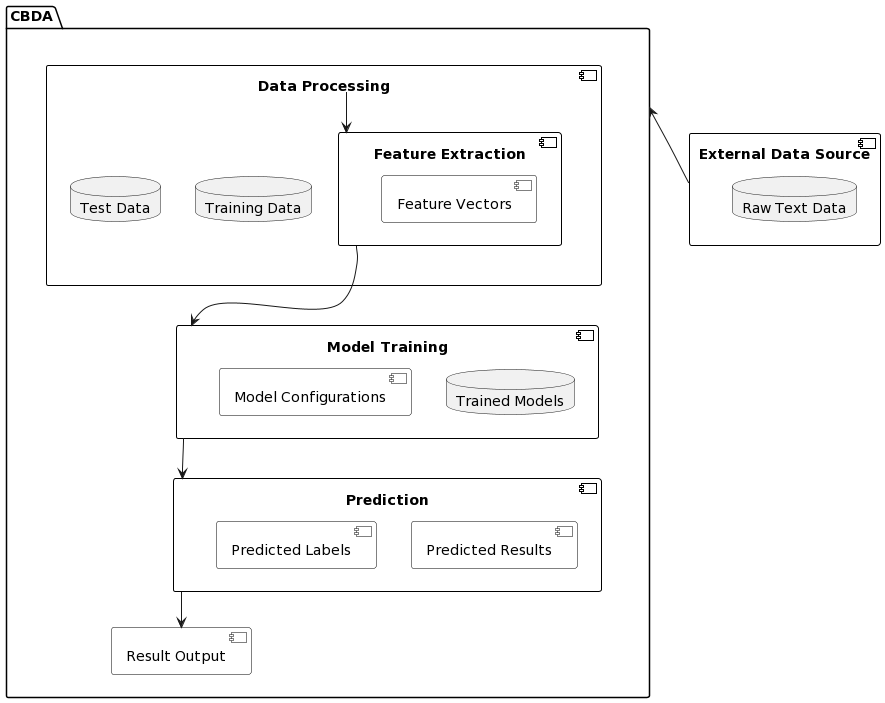 CBDA
Data Processing
Feature Extraction
Feature Vectors
Test Data
Training Data
External Data Source
Raw Text Data
Model Training
Model Configurations
Trained Models
Prediction
Predicted Labels
Predicted Results
Result Output